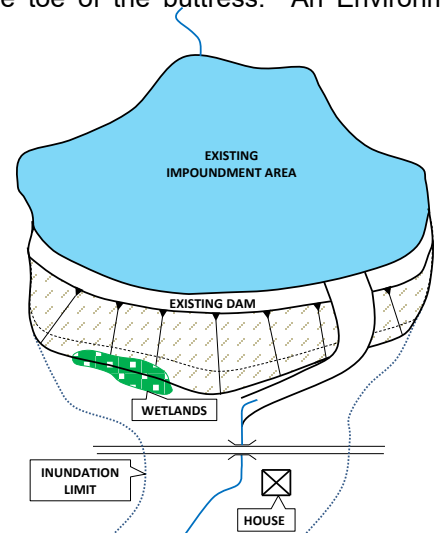 e toe of the buttress. An Environm
EXISTING
IMPOUNDMENT AREA
EXISTING DAM
WETLANDS
INUNDATION
LIMIT
HOUSE